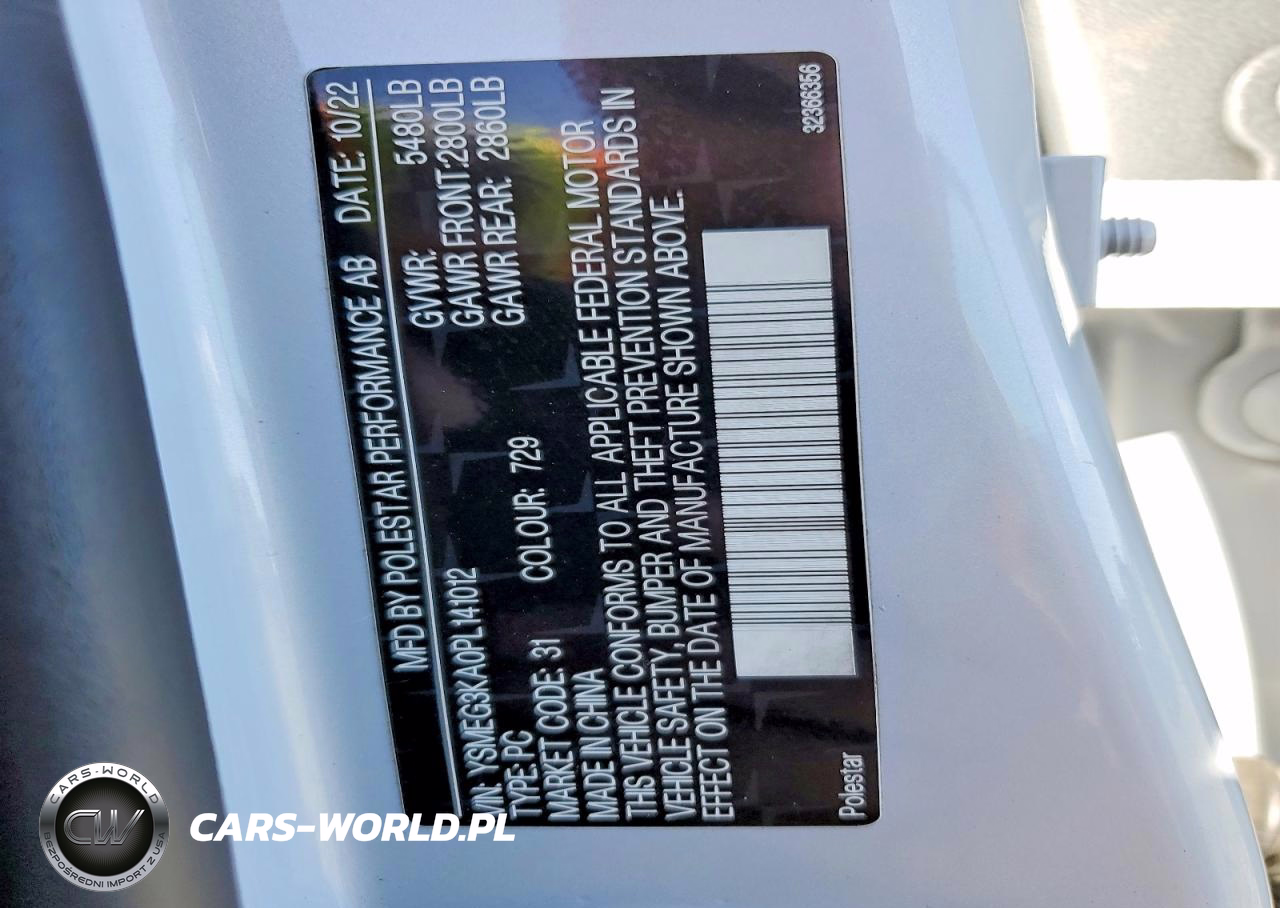 MFD BY POLESTAR PERFORMANCE AB DATE: 10/22
GVWR: 5480LB
GAWR FRONT:2800LB
VIN: YSMEG3KA0PL141012 GAWR REAR: 2860LB
TYPE: PC COLOUR: 729
MARKET CODE: 31
MADE IN CHINA
THIS VEHICLE CONFORMS TO ALL APPLICABLE FEDERAL MOTOR
VEHICLE SAFETY, BUMPER AND THEFT PREVENTION STANDARDS IN
EFFECT ON THE DATE OF MANUFACTURE SHOWN ABOVE.
Polestar 32366356
CARS-WORLD
CW
BEZPOŚREDNI IMPORT Z USA
CARS-WORLD.PL